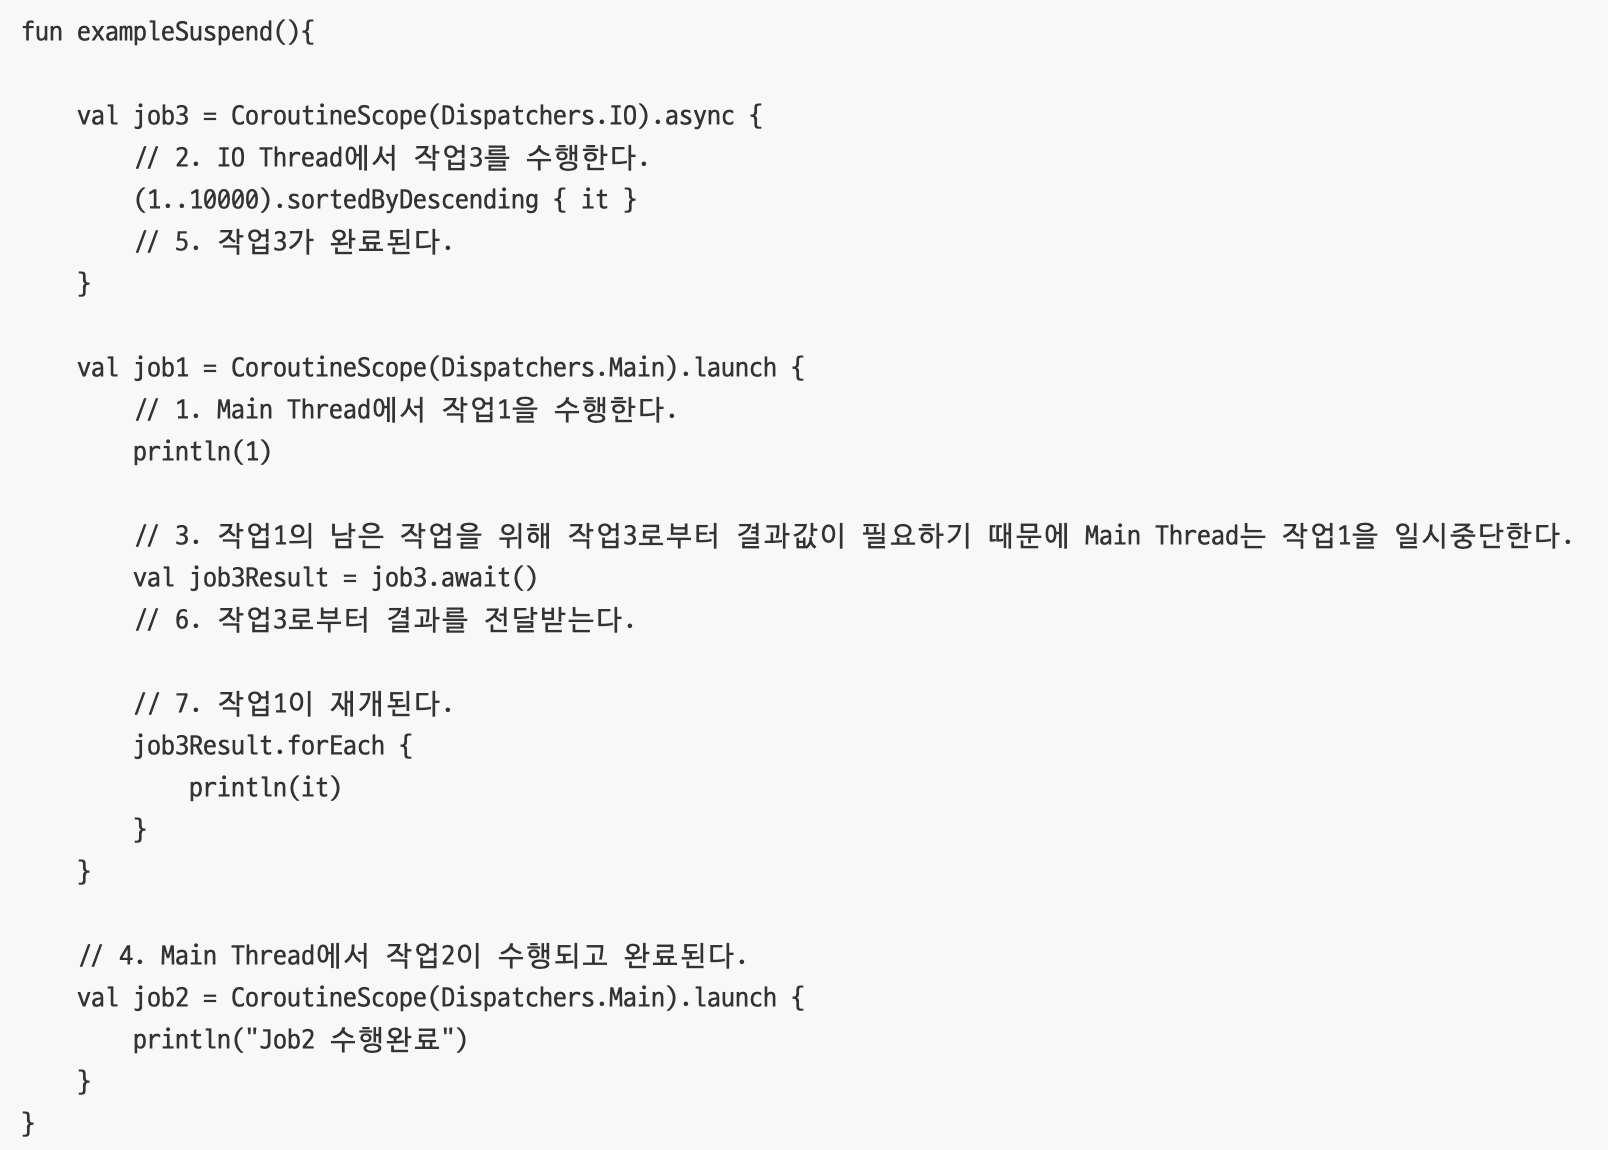 fun exampleSuspend(){
val job3 = CoroutineScope(Dispatchers.IO).async {
// 2. IO Thread에서 작업3를 수행한다.
(1..10000).sortedByDescending { it }
// 5. 작업3가 완료된다.
}
val job1 = CoroutineScope(Dispatchers.Main).launch {
// 1. Main Thread에서 작업1을 수행한다.
println(1)
// 3. 작업1의 남은 작업을 위해 작업3로부터 결과값이 필요하기 때문에 Main Thread는 작업1을 일시중단한다.
val job3Result = job3.await()
// 6. 작업3로부터 결과를 전달받는다.
// 7. 작업1이 재개된다.
job3Result.forEach {
println(it)
}
}
// 4. Main Thread에서 작업2이 수행되고 완료된다.
val job2 = CoroutineScope(Dispatchers.Main).launch {
println("Job2 수행완료")
}
}